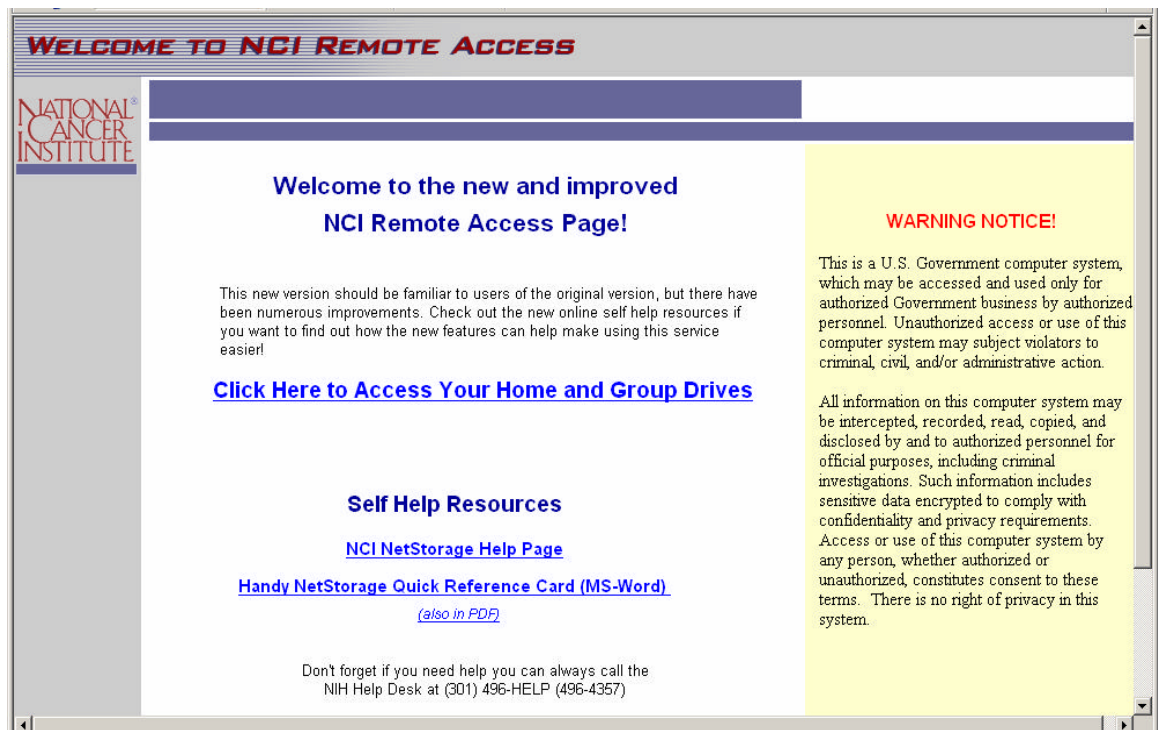 WELCOME TO NCI REMOTE ACCESS
NATIONAL®
CANCER
INSTITUTE
Welcome to the new and improved
NCI Remote Access Page!
This new version should be familiar to users of the original version, but there have
been numerous improvements. Check out the new online self help resources if
you want to find out how the new features can help make using this service
easier!
Click Here to Access Your Home and Group Drives
Self Help Resources
NCI NetStorage Help Page
Handy NetStorage Quick Reference Card (MS-Word)
(also in PDF)
Don't forget if you need help you can always call the
NIH Help Desk at (301) 496-HELP (496-4357)
WARNING NOTICE!
This is a U.S. Government computer system,
which may be accessed and used only for
authorized Government business by authorized
personnel. Unauthorized access or use of this
computer system may subject violators to
criminal, civil, and/or administrative action.
All information on this computer system may
be intercepted, recorded, read, copied, and
disclosed by and to authorized personnel for
official purposes, including criminal
investigations. Such information includes
sensitive data encrypted to comply with
confidentiality and privacy requirements.
Access or use of this computer system by
any person, whether authorized or
unauthorized, constitutes consent to these
terms.  There is no right of privacy in this
system.